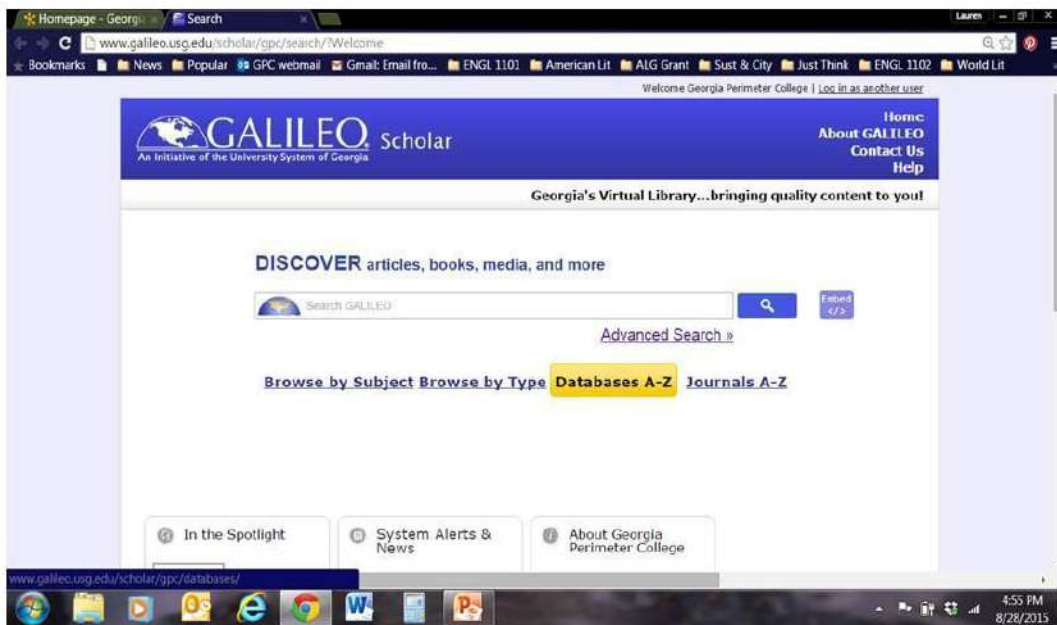 Homepage - Georgi
Search
Lauren
www.galileo.usg.edu/scholar/gpc/search/?Welcome
Bookmarks News Popular GPC webmail Gmail: Email fro... ENGL 1101 American Lit ALG Grant Sust & City Just Think ENGL 1102 World Lit
Welcome Georgia Perimeter College | Log in as another user
GALILEO Scholar
An Initiative of the University System of Georgia
Home
About GALILEO
Contact Us
Help
Georgia's Virtual Library...bringing quality content to you!
DISCOVER articles, books, media, and more
Search GALILEO
Embed
</>
Advanced Search »
Browse by Subject Browse by Type Databases A-Z Journals A-Z
In the Spotlight
System Alerts &
News
About Georgia
Perimeter College
www.galileo.usg.edu/scholar/gpc/databases/
4:55 PM
8/28/2015